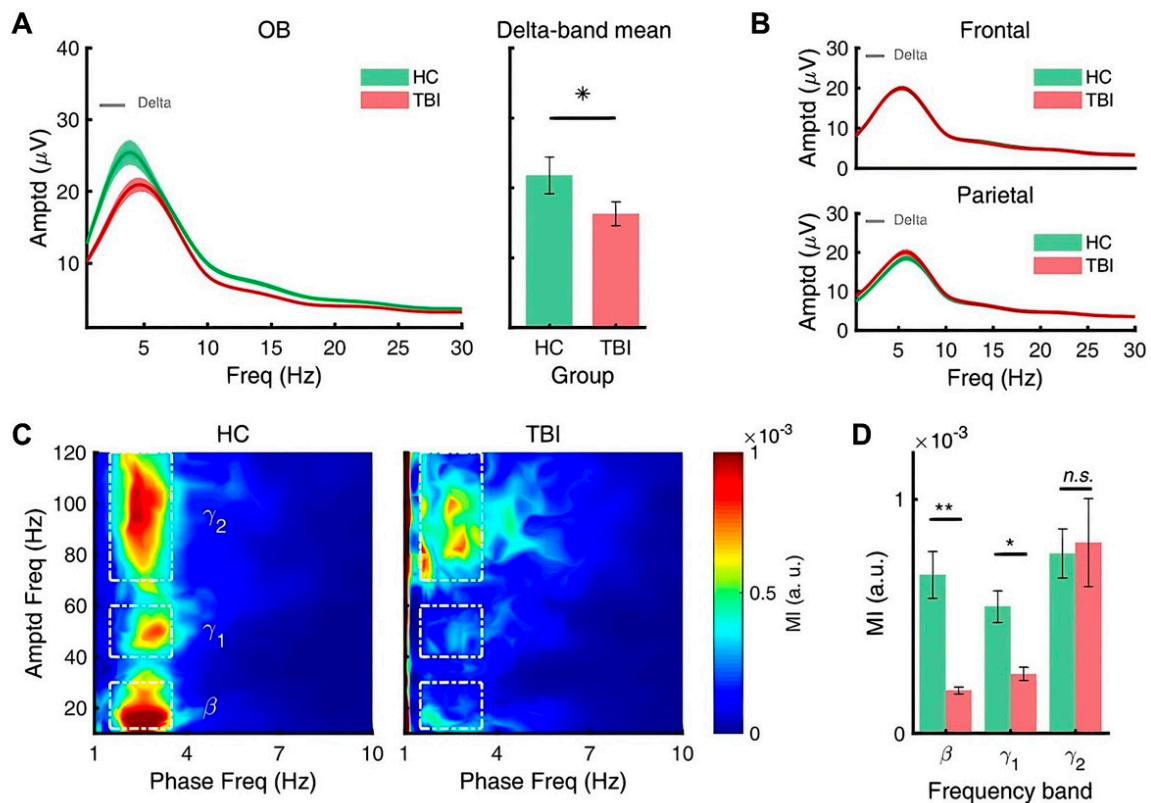 A
OB
Delta-band mean
40
30
20
10
Amptd (μV)
Delta
HC
TBI
5
10
15
20
25
30
Freq (Hz)
*
HC
TBI
Group
B
Frontal
40
30
20
10
0
Amptd (μV)
Delta
HC
TBI
Parietal
30
20
10
0
Amptd (μV)
Delta
HC
TBI
5
10
15
20
25
30
Freq (Hz)
C
HC
120
100
80
60
40
20
Amptd Freq (Hz)
γ2
γ1
β
1
4
7
10
Phase Freq (Hz)
TBI
1
4
7
10
Phase Freq (Hz)
×10-3
1
0.5
0
MI (a. u.)
D
×10-3
1
0
MI (a.u.)
**
*
n.s.
β
γ1
γ2
Frequency band